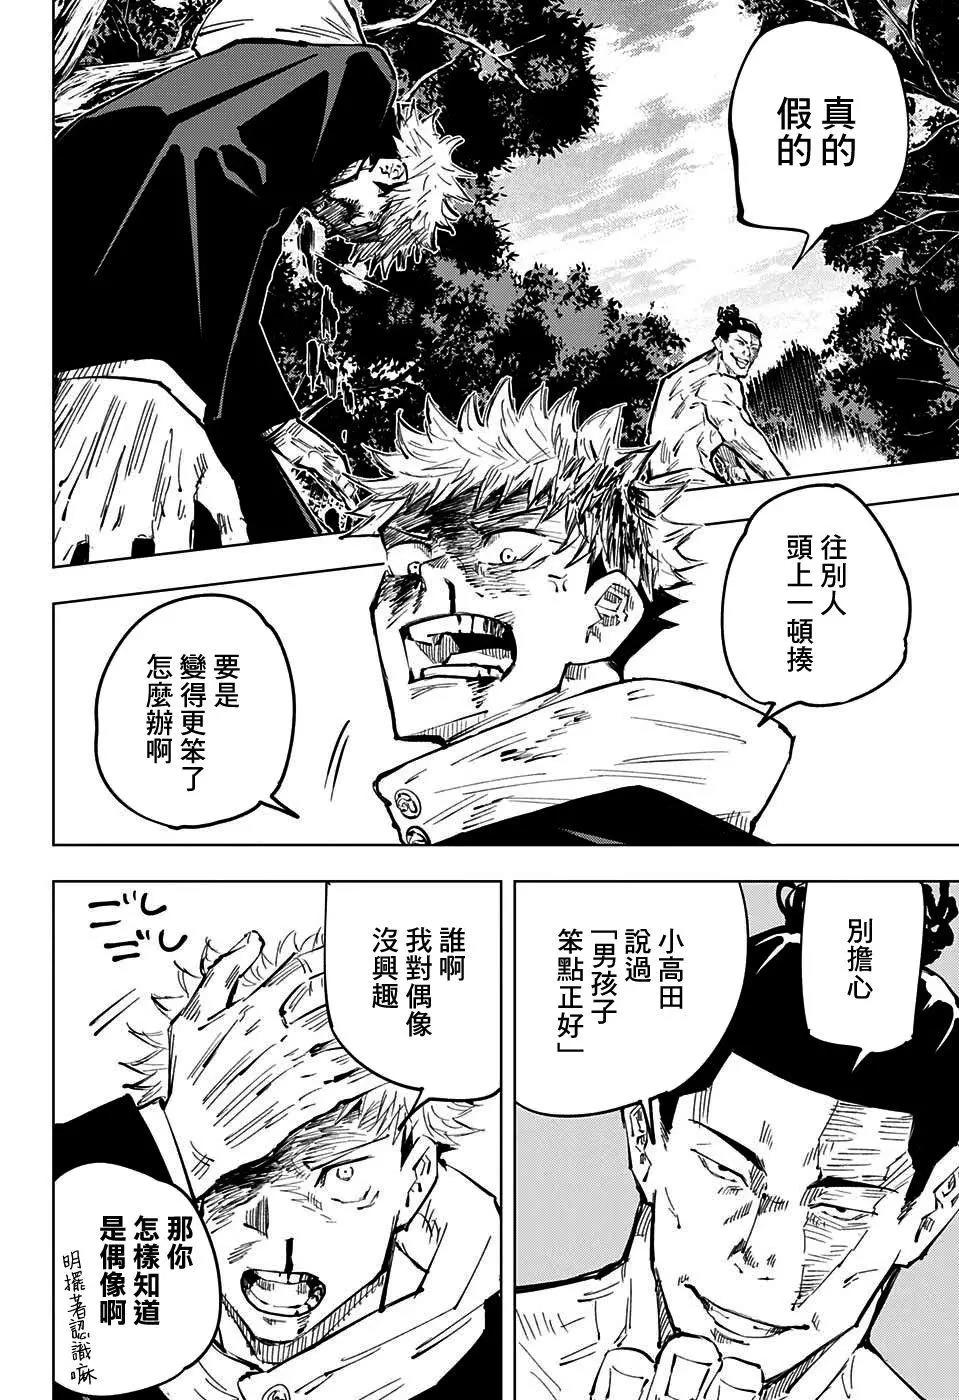 真的
假的
往別人
頭上一頓揍
要是
變得更笨了
怎麼辦啊
別擔心
小高田
說過
「男孩子
笨點正好」
誰啊
我對偶像
沒興趣
ごしごし
那你
怎樣知道
是偶像啊
明擺著認識嘛